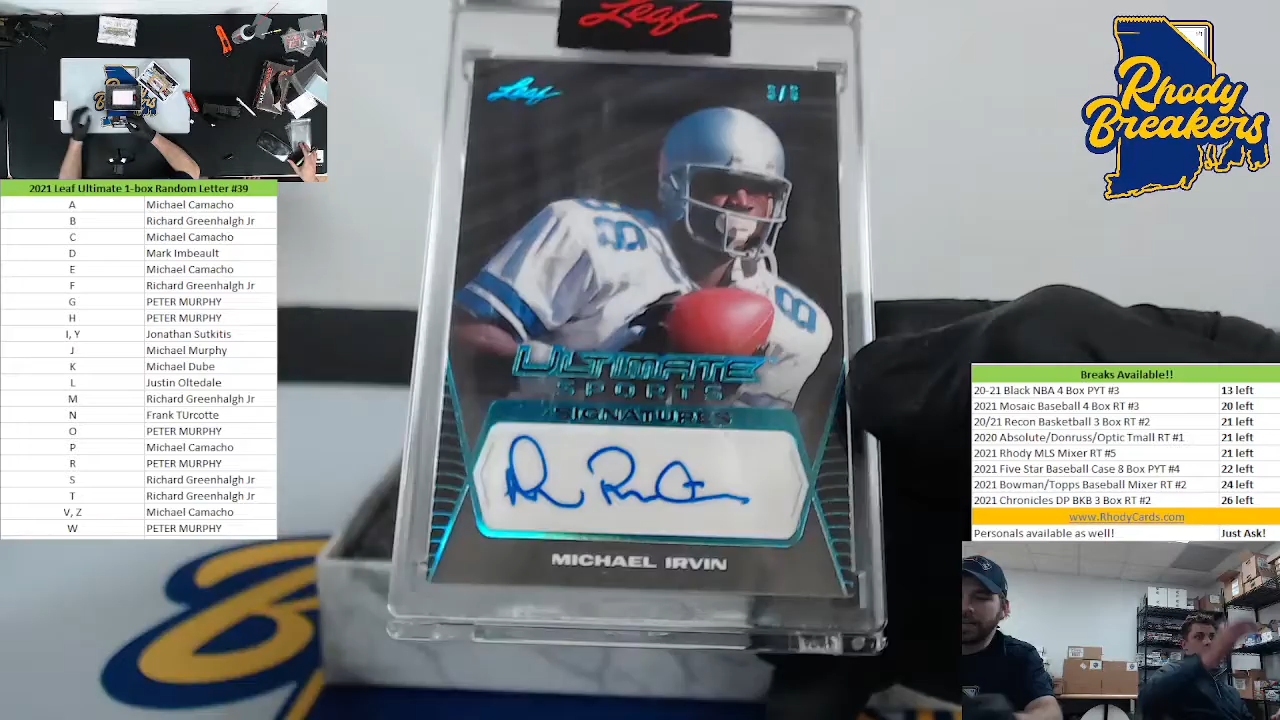 2021 Leaf Ultimate 1-box Random Letter #39
A Michael Camacho
B Richard Greenhalgh Jr
C Michael Camacho
D Mark Imbeault
E Michael Camacho
F Richard Greenhalgh Jr
G PETER MURPHY
H PETER MURPHY
I, Y Jonathan Sutkitis
J Michael Murphy
K Michael Dube
L Justin Oltedale
M Richard Greenhalgh Jr
N Frank TUrcotte
O PETER MURPHY
P Michael Camacho
R PETER MURPHY
S Richard Greenhalgh Jr
T Richard Greenhalgh Jr
V, Z Michael Camacho
W PETER MURPHY
Leaf
Leaf
88
8
ULTIMATE
SPORTS
SIGNATURES
MICHAEL IRVIN
Rhody
Breakers
Breaks Available!!
20-21 Black NBA 4 Box PYT #3 13 left
2021 Mosaic Baseball 4 Box RT #3 20 left
20/21 Recon Basketball 3 Box RT #2 21 left
2020 Absolute/Donruss/Optic Tmall RT #1 21 left
2021 Rhody MLS Mixer RT #5 21 left
2021 Five Star Baseball Case 8 Box PYT #4 22 left
2021 Bowman/Topps Baseball Mixer RT #2 24 left
2021 Chronicles DP BKB 3 Box RT #2 26 left
www.RhodyCards.com
Personals available as well! Just Ask!